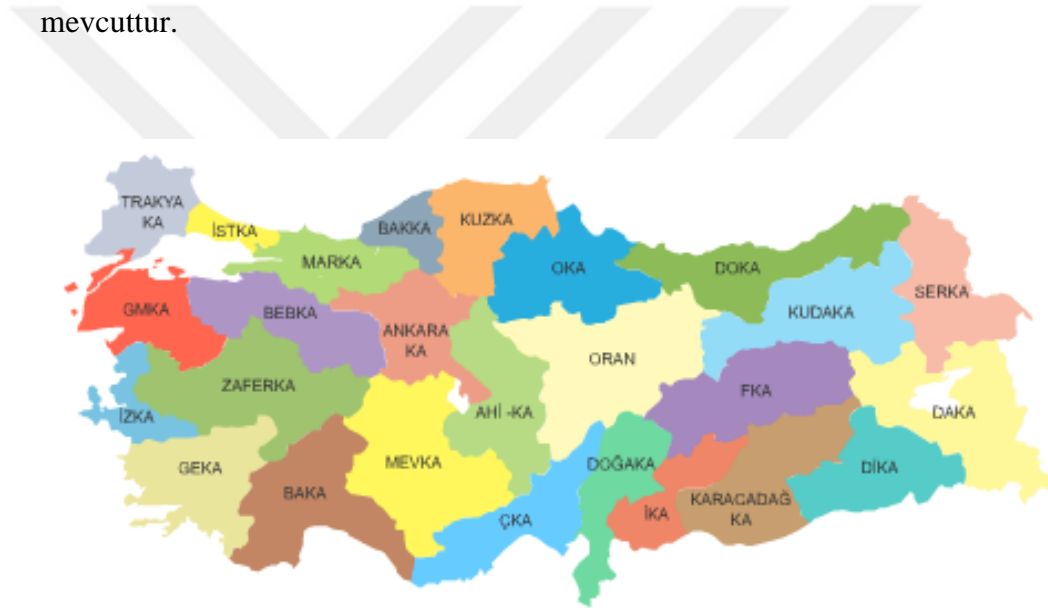 mevcuttur.
TRAKYA
KA
İSTKA
BAKKA
KUZKA
MARKA
OKA
DOKA
SERKA
GMKA
BEBKA
ANKARA
KA
KUDAKA
ORAN
ZAFERKA
FKA
İZKA
AHİ -KA
DAKA
GEKA
MEVKA
DOĞAKA
DİKA
BAKA
ÇKA
İKA
KARACADAĞ
KA